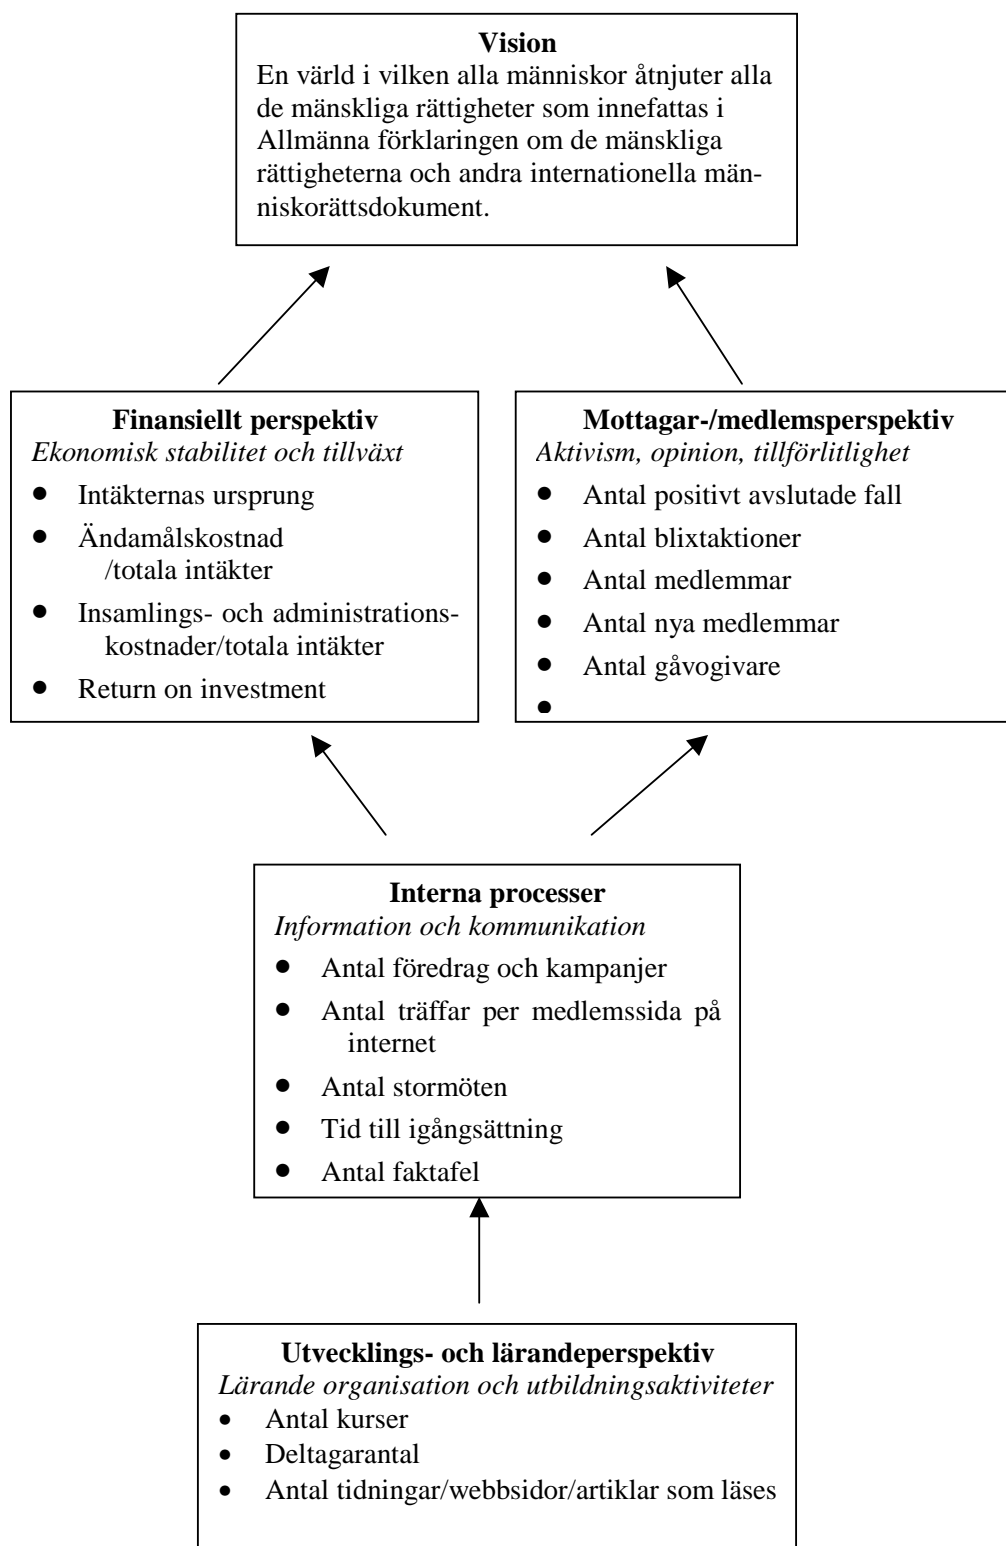 Vision
En värld i vilken alla människor åtnjuter alla
de mänskliga rättigheter som innefattas i
Allmänna förklaringen om de mänskliga
rättigheterna och andra internationella män-
niskorättsdokument.
Finansiellt perspektiv
Ekonomisk stabilitet och tillväxt
● Intäkternas ursprung
● Ändamålskostnad
/totala intäkter
● Insamlings- och administrations-
kostnader/totala intäkter
● Return on investment
Mottagar-/medlemsperspektiv
Aktivism, opinion, tillförlitlighet
● Antal positivt avslutade fall
● Antal blixtaktioner
● Antal medlemmar
● Antal nya medlemmar
● Antal gåvogivare
●
Interna processer
Information och kommunikation
● Antal föredrag och kampanjer
● Antal träffar per medlemssida på
internet
● Antal stormöten
● Tid till igångsättning
● Antal faktafel
Utvecklings- och lärandeperspektiv
Lärande organisation och utbildningsaktiviteter
• Antal kurser
• Deltagarantal
• Antal tidningar/webbsidor/artiklar som läses